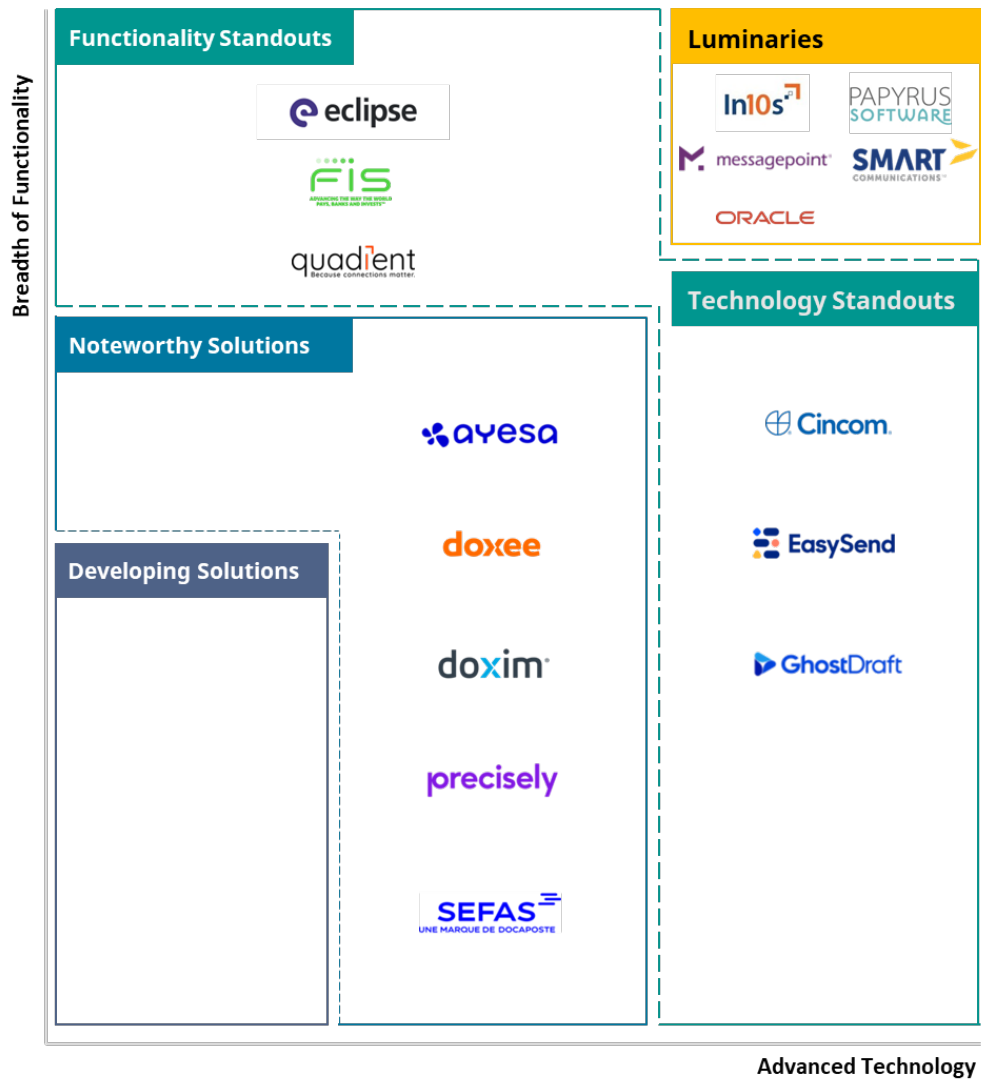 Breadth of Functionality
Functionality Standouts
eclipse
FIS
ADVANCING THE WAY THE WORLD
PAYS, BANKS AND INVESTS™
quadient
Because connections matter.
Luminaries
In10s
PAPYRUS
SOFTWARE
messagepoint®
SMART
COMMUNICATIONS™
ORACLE
Noteworthy Solutions
ayesa
doxee
doxim
precisely
SEFAS
UNE MARQUE DE DOCAPOSTE
Technology Standouts
Cincom.
EasySend
GhostDraft
Developing Solutions
Advanced Technology